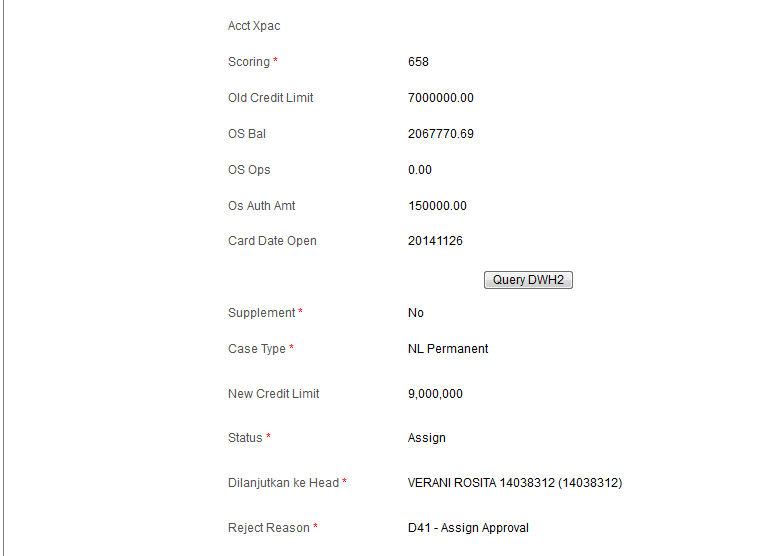 Acct Xpac
Scoring * 658
Old Credit Limit 7000000.00
OS Bal 2067770.69
OS Ops 0.00
Os Auth Amt 150000.00
Card Date Open 20141126
Query DWH2
Supplement * No
Case Type * NL Permanent
New Credit Limit 9,000,000
Status * Assign
Dilanjutkan ke Head * VERANI ROSITA 14038312 (14038312)
Reject Reason * D41 - Assign Approval